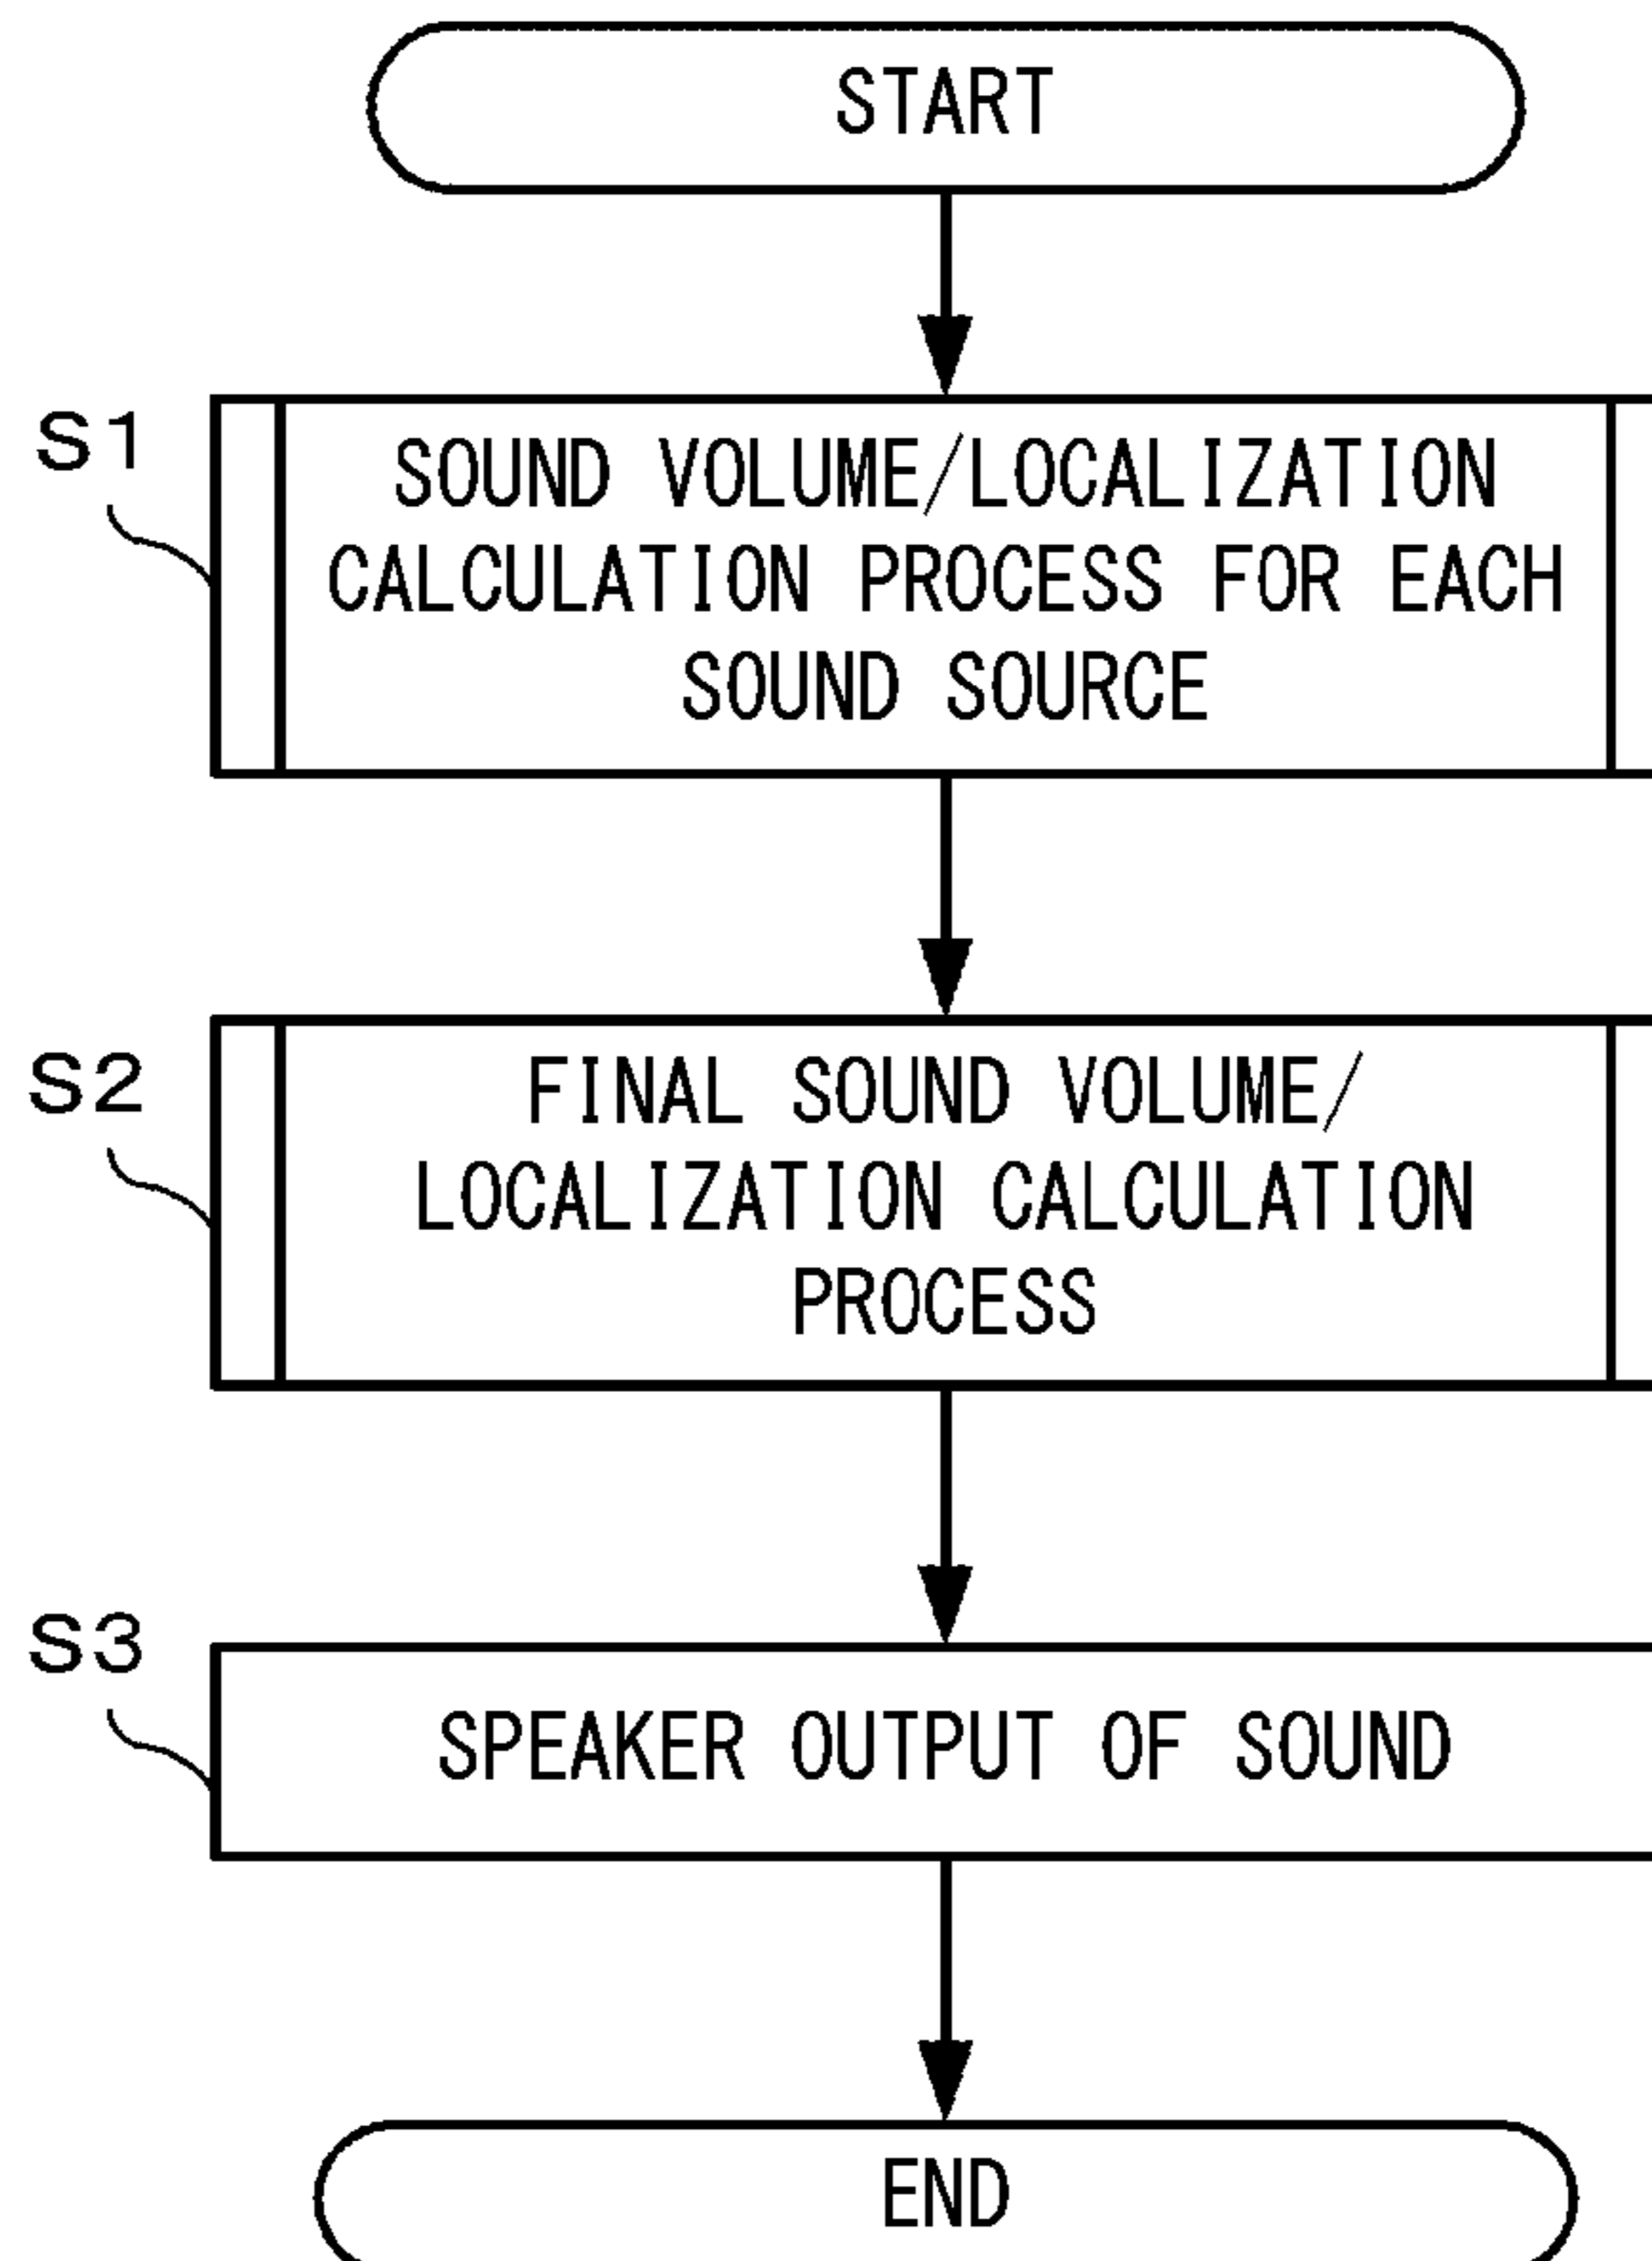 START
S1
SOUND VOLUME/LOCALIZATION
CALCULATION PROCESS FOR EACH
SOUND SOURCE
S2
FINAL SOUND VOLUME/
LOCALIZATION CALCULATION
PROCESS
S3
SPEAKER OUTPUT OF SOUND
END